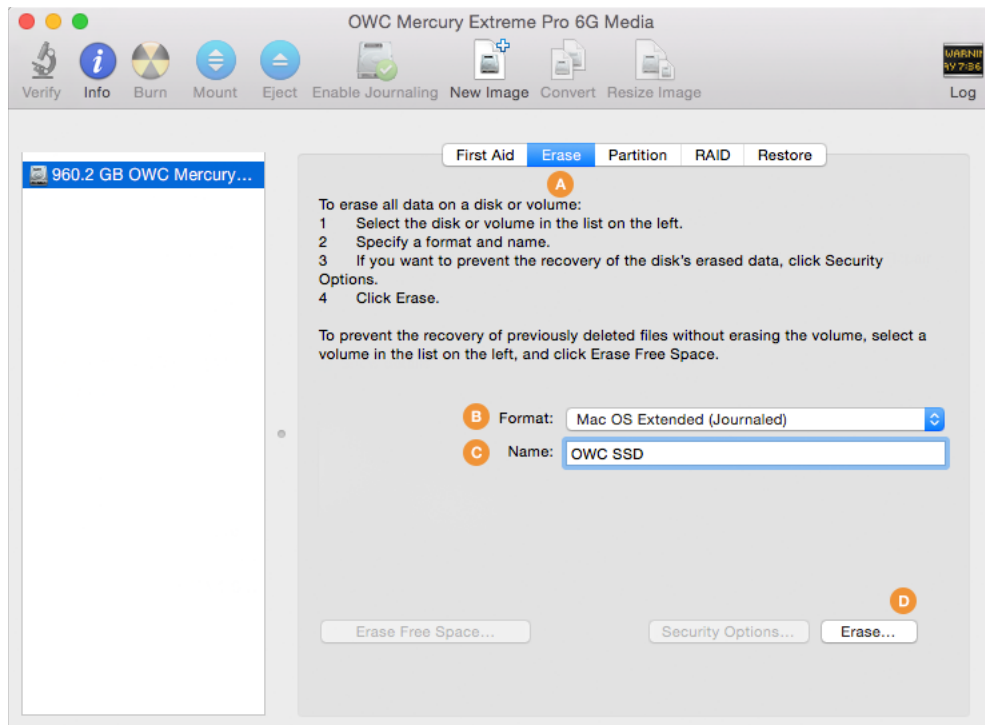 OWC Mercury Extreme Pro 6G Media
Verify Info Burn Mount Eject Enable Journaling New Image Convert Resize Image Log
WARNIN
AY 7:36
960.2 GB OWC Mercury...
First Aid Erase Partition RAID Restore
A
To erase all data on a disk or volume:
1 Select the disk or volume in the list on the left.
2 Specify a format and name.
3 If you want to prevent the recovery of the disk's erased data, click Security
Options.
4 Click Erase.
To prevent the recovery of previously deleted files without erasing the volume, select a
volume in the list on the left, and click Erase Free Space.
B Format: Mac OS Extended (Journaled)
C Name: OWC SSD
D
Erase Free Space... Security Options... Erase...